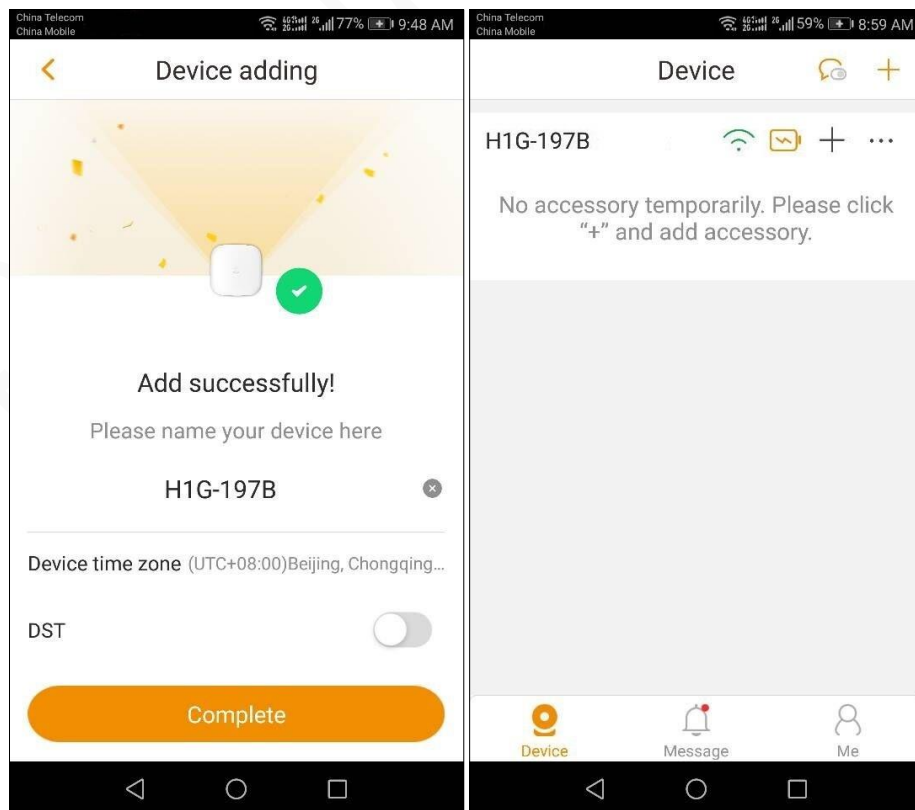 China Telecom
China Mobile
77% 9:48 AM
Device adding
Add successfully!
Please name your device here
H1G-197B
Device time zone (UTC+08:00)Beijing, Chongqing...
DST
Complete
China Telecom
China Mobile
59% 8:59 AM
Device
H1G-197B
No accessory temporarily. Please click
“+” and add accessory.
Device
Message
Me